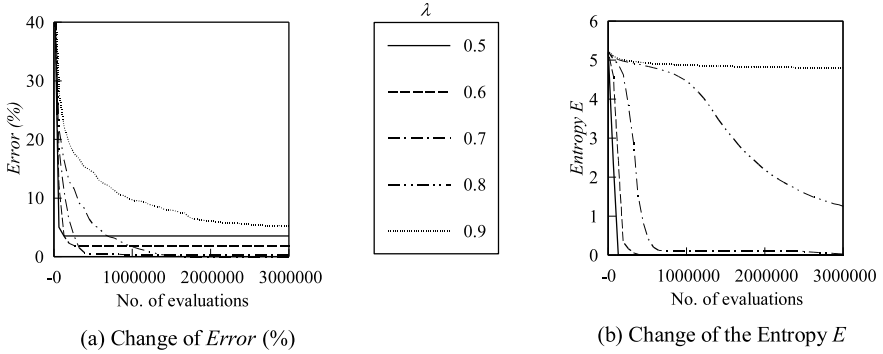 40
30
20
10
0
Error (%)
-0 1000000 2000000 3000000
No. of evaluations
(a) Change of Error (%)
λ
0.5
0.6
0.7
0.8
0.9
6
5
4
3
2
1
0
Entropy E
-0 1000000 2000000 3000000
No. of evaluations
(b) Change of the Entropy E